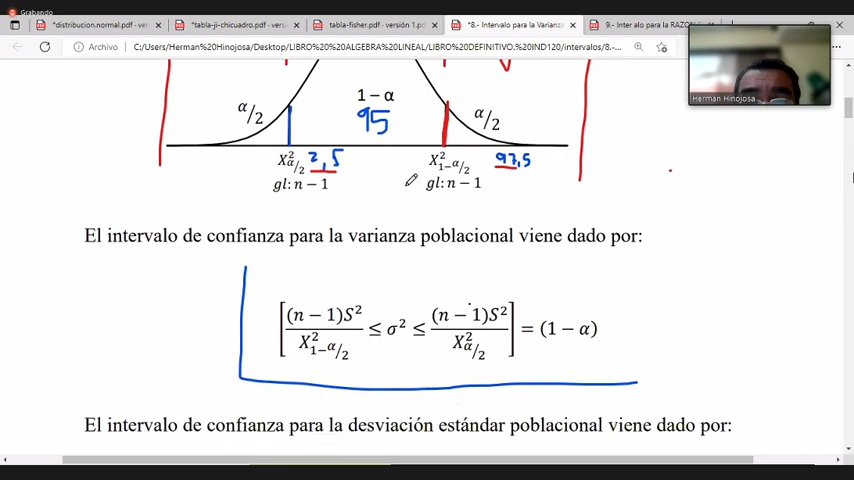 Grabando
*distribucion.normal.pdf - vers
*tabla-ji-chicuadro.pdf - versi
tabla-fisher.pdf - versión 1.p
*8.- Intervalo para la Varianza
9.- Inter alo para la RAZON
Archivo
C:/Users/Herman%20Hinojosa/Desktop/LIBRO%20%20ALGEBRA%20LINEAL/LIBRO%20DEFINITIVO.%20IND120/intervalos/8.-
Herman Hinojosa
α/2 1 − α α/2
95
X²α/2 2,5 X²1−α/2 97,5
gl: n − 1 gl: n − 1
El intervalo de confianza para la varianza poblacional viene dado por:
[(n − 1)S² / X²1−α/2 ≤ σ² ≤ (n − 1)S² / X²α/2] = (1 − α)
El intervalo de confianza para la desviación estándar poblacional viene dado por: